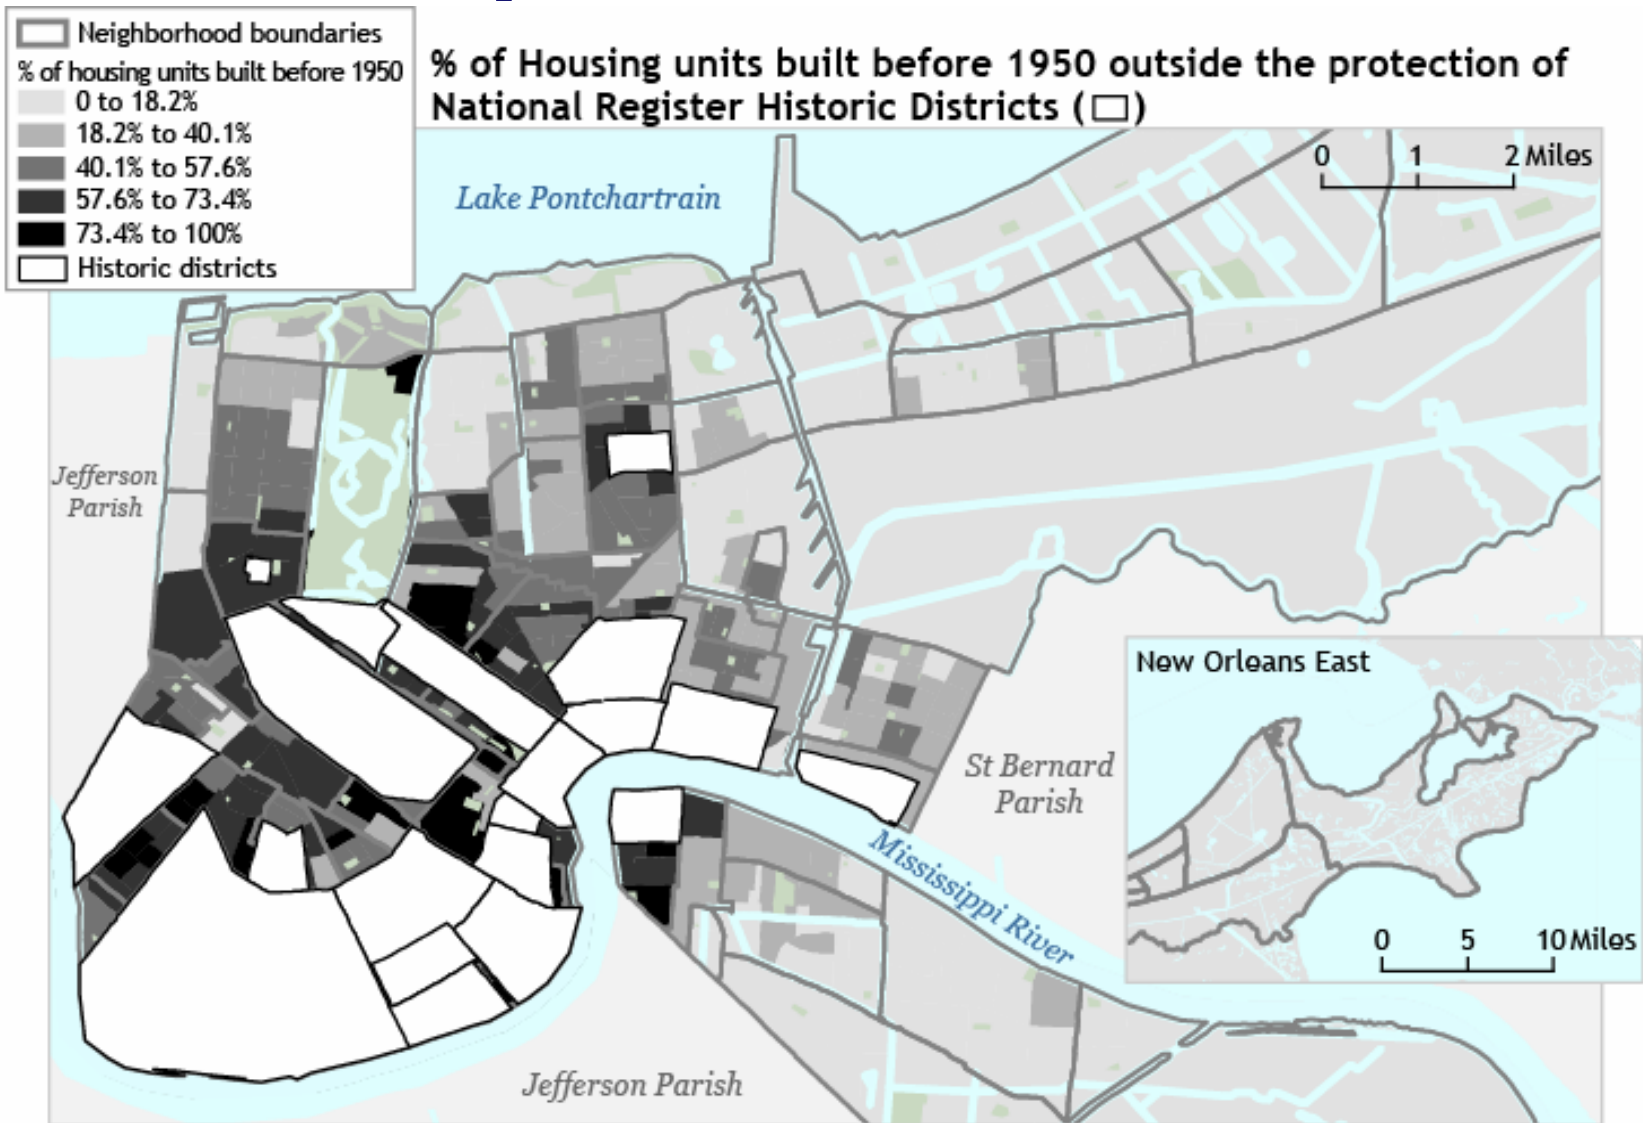 Neighborhood boundaries
% of housing units built before 1950
0 to 18.2%
18.2% to 40.1%
40.1% to 57.6%
57.6% to 73.4%
73.4% to 100%
Historic districts
% of Housing units built before 1950 outside the protection of
National Register Historic Districts ( )
0 1 2 Miles
Lake Pontchartrain
Jefferson
Parish
New Orleans East
St Bernard
Parish
Mississippi River
0 5 10 Miles
Jefferson Parish